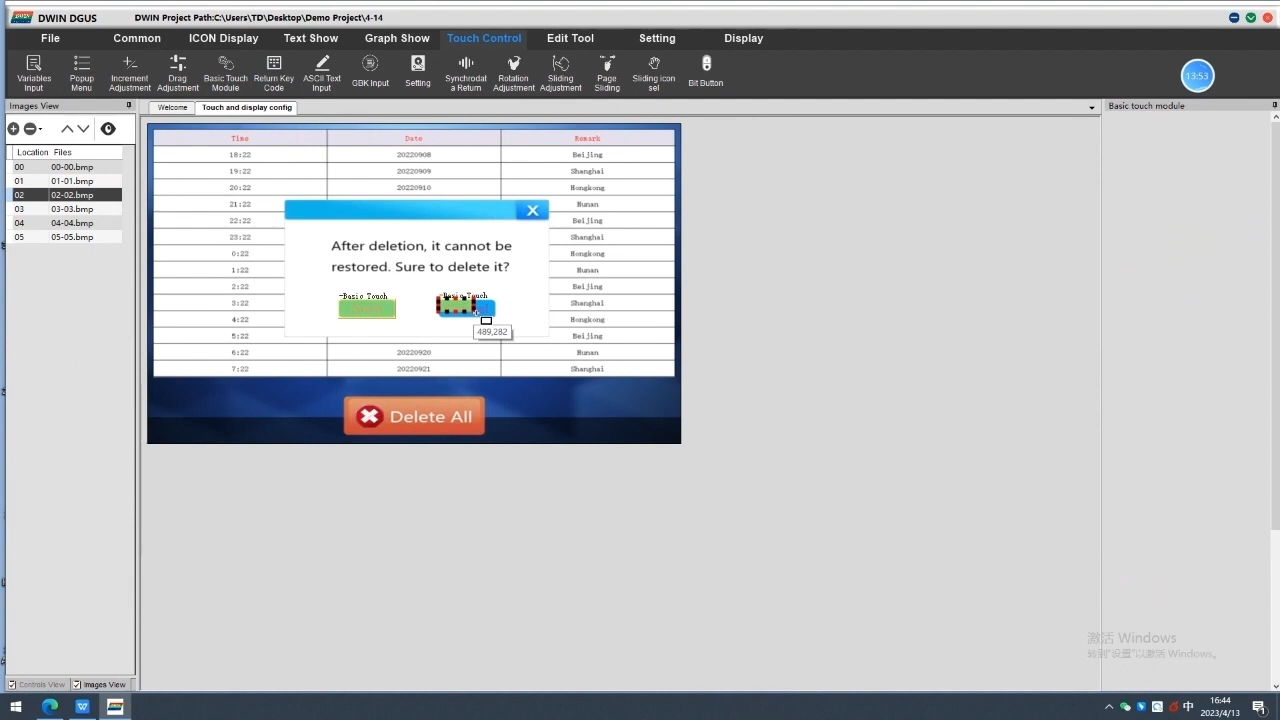 DWIN DGUS DWIN Project Path:C:\Users\TD\Desktop\Demo Project\4-14
File Common ICON Display Text Show Graph Show Touch Control Edit Tool Setting Display
Variables Input
Popup Menu
Increment Adjustment
Drag Adjustment
Basic Touch Module
Return Key Code
ASCII Text Input
GBK Input
Setting
Synchrodat a Return
Rotation Adjustment
Sliding Adjustment
Page Sliding
Sliding icon sel
Bit Button
13:53
Images View
Welcome Touch and display config
Basic touch module
Location Files
00 00-00.bmp
01 01-01.bmp
02 02-02.bmp
03 03-03.bmp
04 04-04.bmp
05 05-05.bmp
Time Date Remark
18:22 20220908 Beijing
19:22 20220909 Shanghai
20:22 20220910 Hongkong
21:22 Hunan
22:22 Beijing
23:22 Shanghai
0:22 Hongkong
1:22 Hunan
2:22 Beijing
3:22 Shanghai
4:22 Hongkong
5:22 Beijing
6:22 20220920 Hunan
7:22 20220921 Shanghai
X
After deletion, it cannot be
restored. Sure to delete it?
-Basic Touch
-Basic Touch
489,282
Delete All
激活 Windows
转到"设置"以激活 Windows。
Controls View Images View
中
16:44
2023/4/13
1